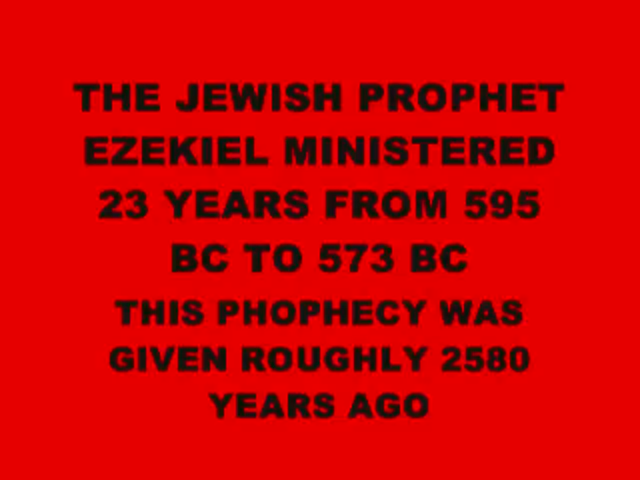 THE JEWISH PROPHET
EZEKIEL MINISTERED
23 YEARS FROM 595
BC TO 573 BC
THIS PHOPHECY WAS
GIVEN ROUGHLY 2580
YEARS AGO